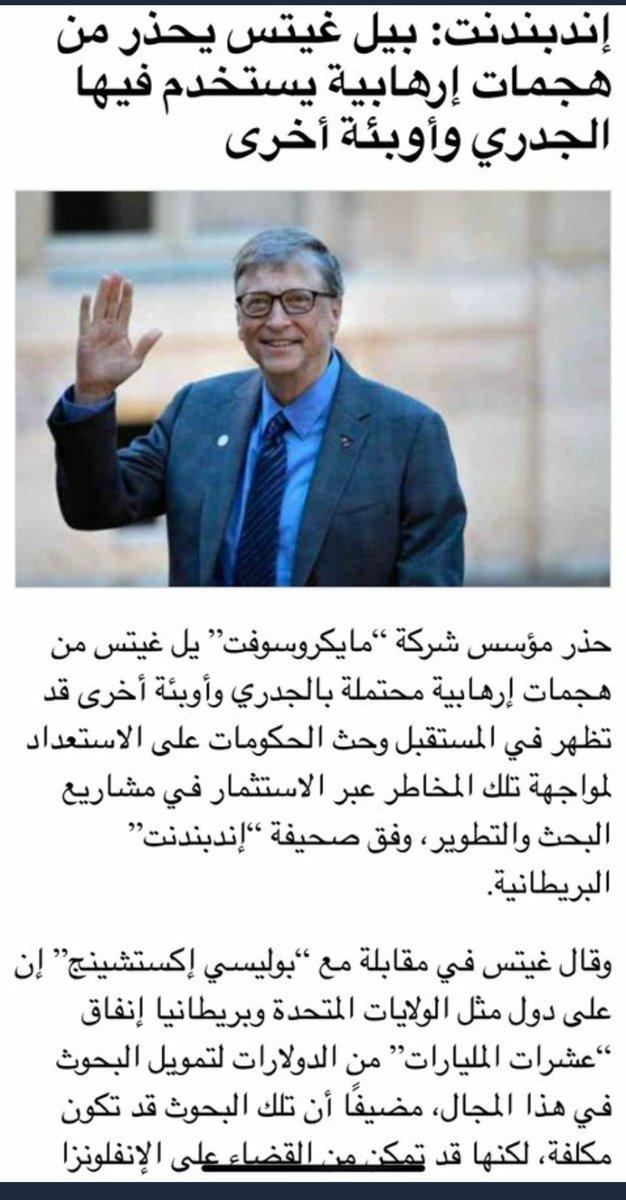 إندبندنت: بيل غيتس يحذر من
هجمات إرهابية يستخدم فيها
الجدري وأوبئة أخرى
حذر مؤسس شركة “مايكروسوفت” يل غيتس من
هجمات إرهابية محتملة بالجدري وأوبئة أخرى قد
تظهر في المستقبل وحث الحكومات على الاستعداد
لمواجهة تلك المخاطر عبر الاستثمار في مشاريع
البحث والتطوير، وفق صحيفة “إندبندنت”
البريطانية.
وقال غيتس في مقابلة مع “بوليسي إكستشينج” إن
على دول مثل الولايات المتحدة وبريطانيا إنفاق
“عشرات المليارات” من الدولارات لتمويل البحوث
في هذا المجال، مضيفًا أن تلك البحوث قد تكون
مكلفة، لكنها قد تمكن من القضاء على الإنفلونزا